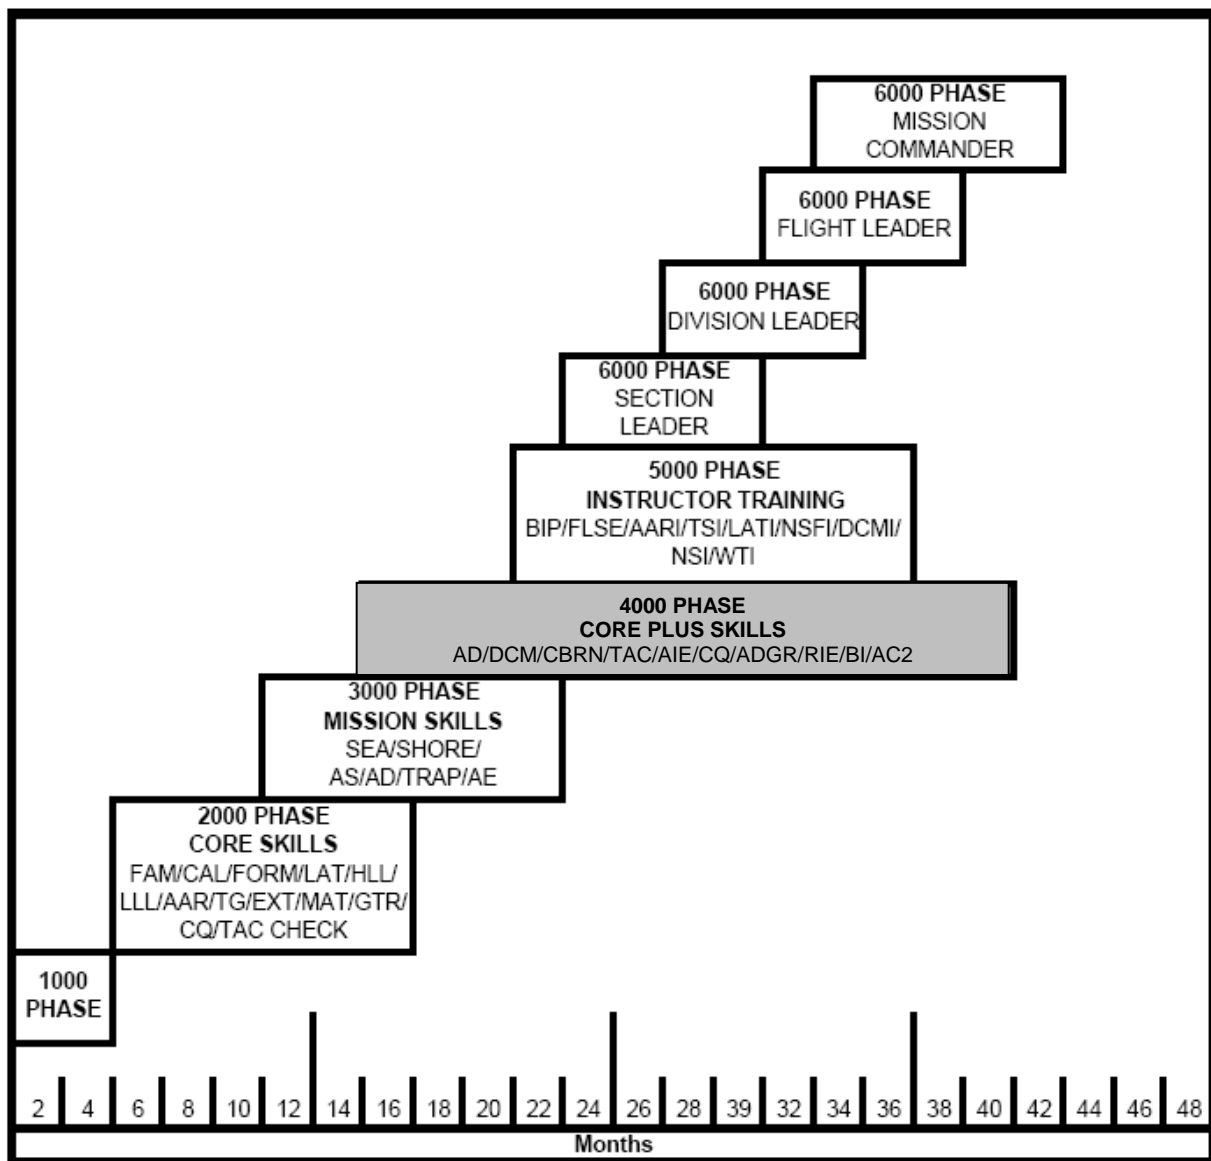 6000 PHASE
MISSION
COMMANDER
6000 PHASE
FLIGHT LEADER
6000 PHASE
DIVISION LEADER
6000 PHASE
SECTION
LEADER
5000 PHASE
INSTRUCTOR TRAINING
BIP/FLSE/AARI/TSI/LATI/NSFI/DCMI/
NSI/WTI
4000 PHASE
CORE PLUS SKILLS
AD/DCM/CBRN/TAC/AIE/CQ/ADGR/RIE/BI/AC2
3000 PHASE
MISSION SKILLS
SEA/SHORE/
AS/AD/TRAP/AE
2000 PHASE
CORE SKILLS
FAM/CAL/FORM/LAT/HLL/
LLL/AAR/TG/EXT/MAT/GTR/
CQ/TAC CHECK
1000
PHASE
2 4 6 8 10 12 14 16 18 20 22 24 26 28 39 32 34 36 38 40 42 44 46 48
Months